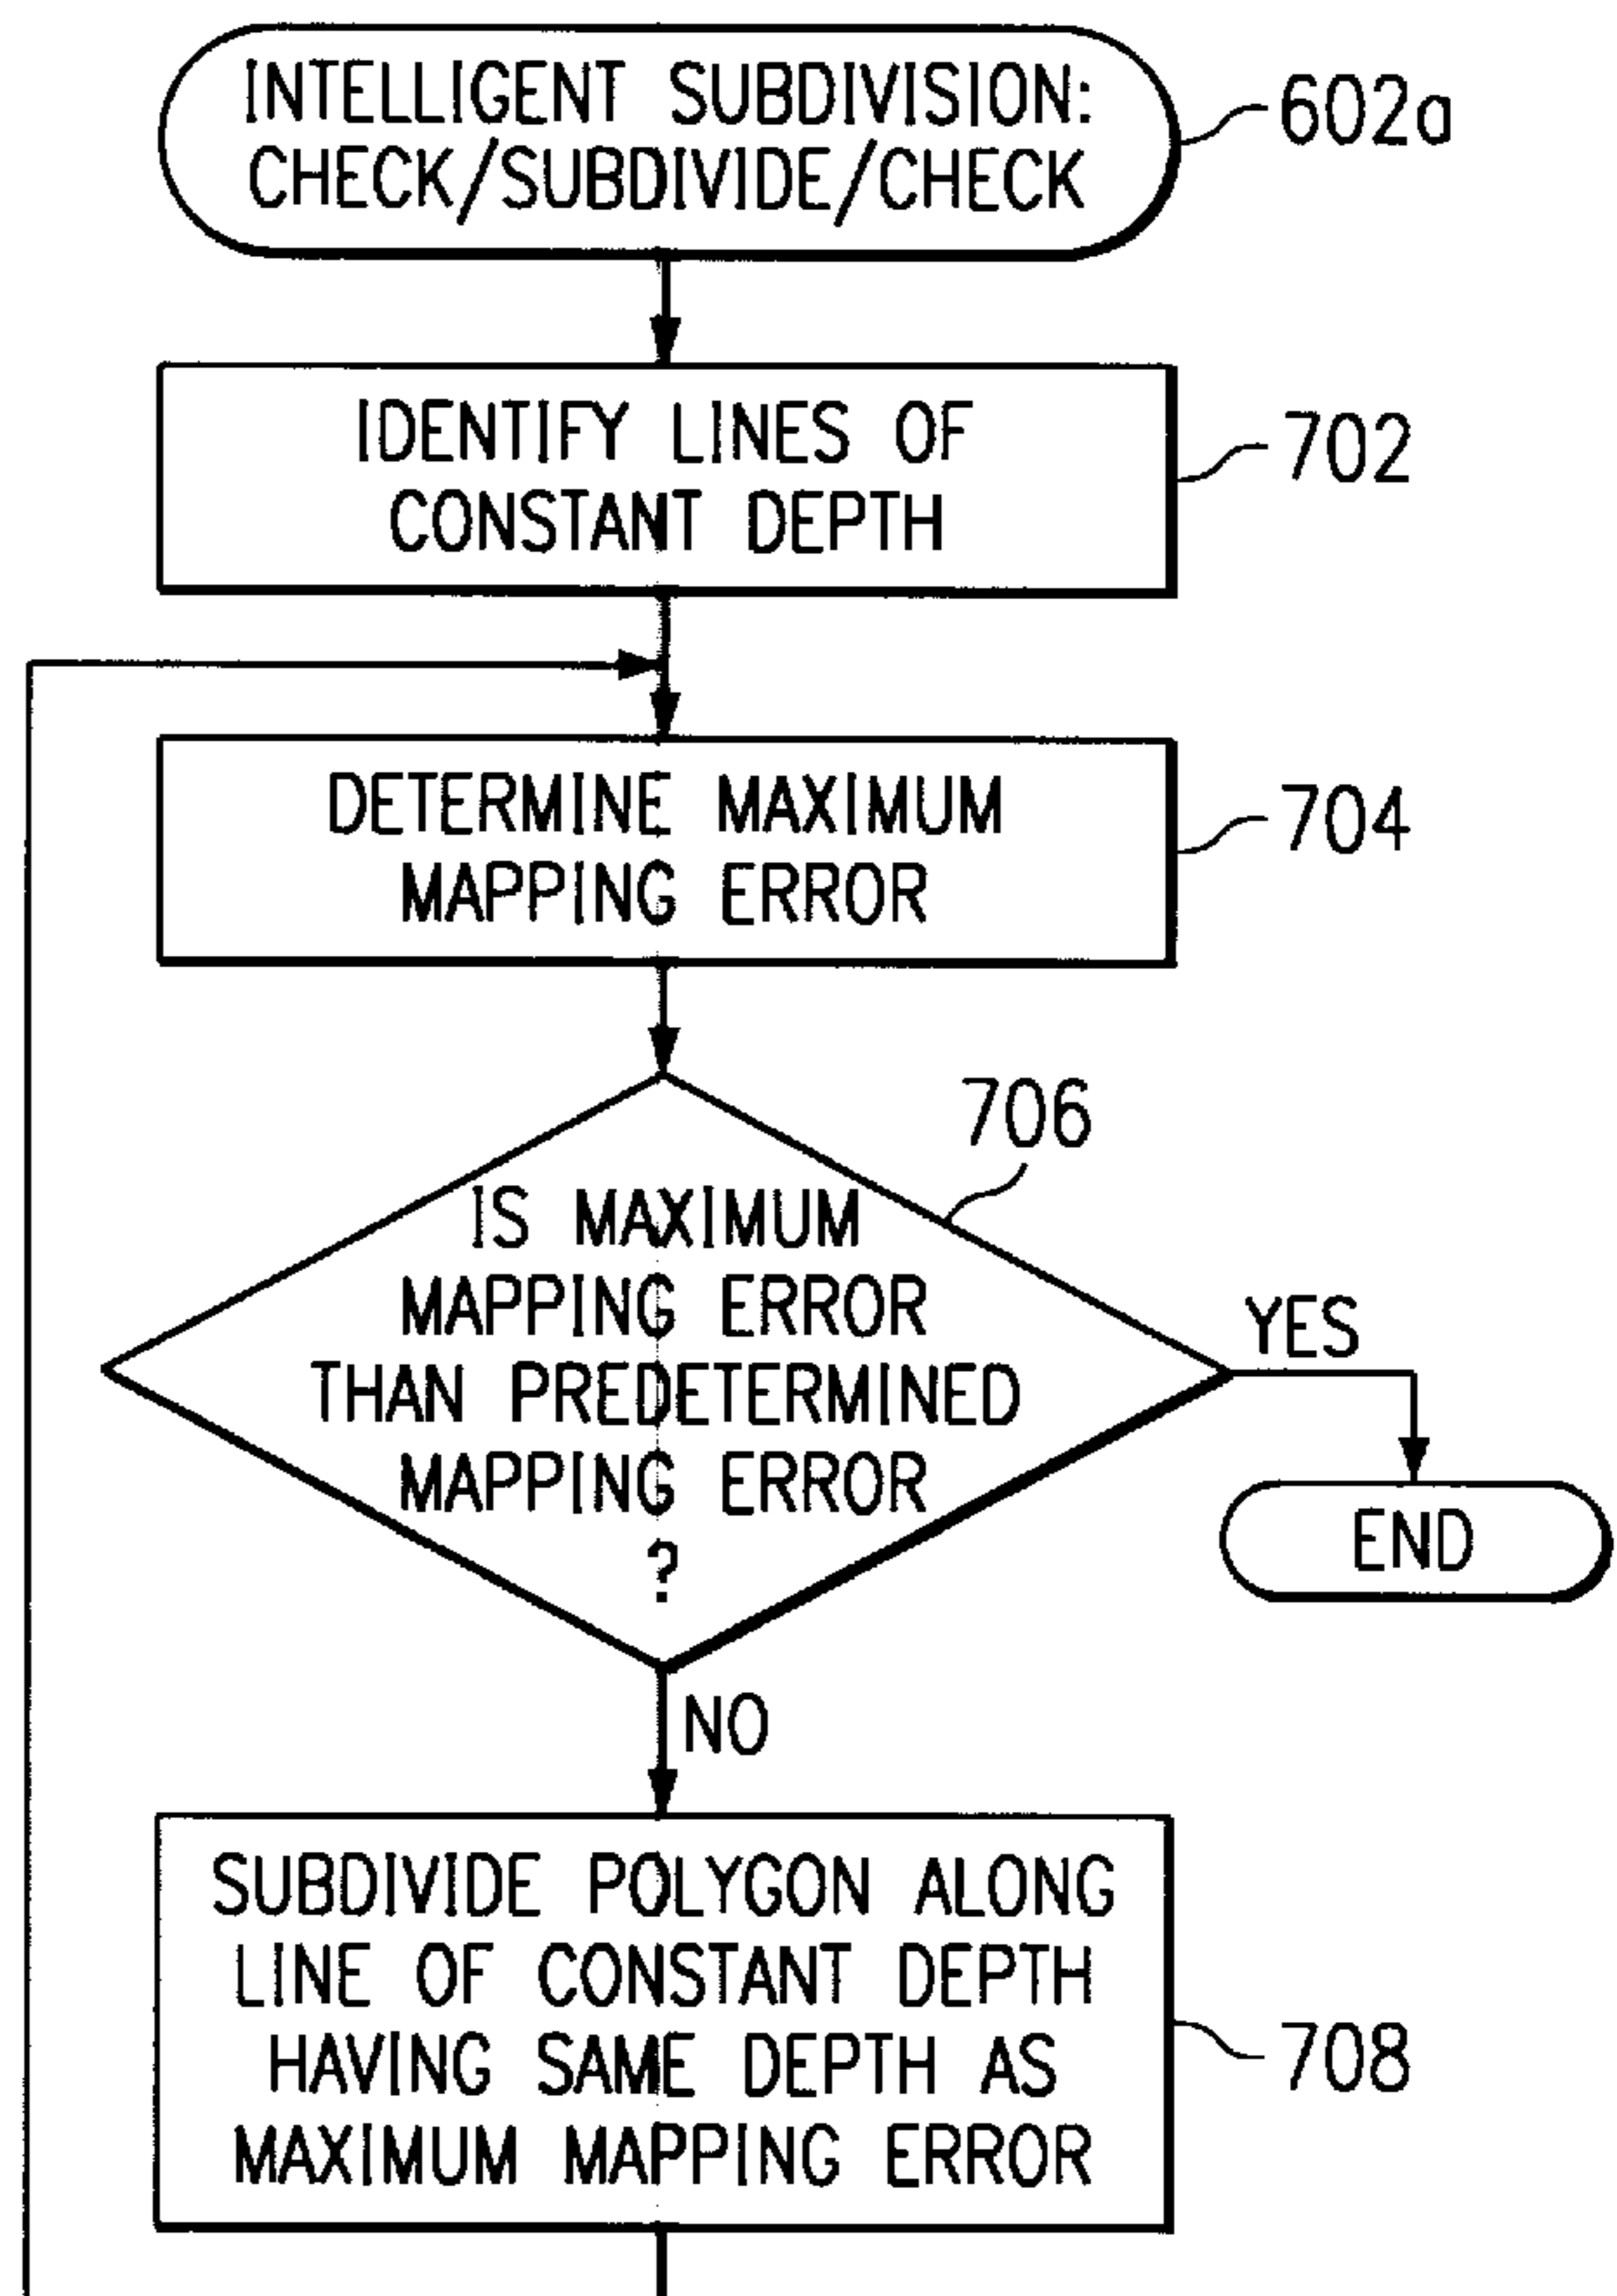 INTELLIGENT SUBDIVISION:
CHECK/SUBDIVIDE/CHECK
602a
IDENTIFY LINES OF
CONSTANT DEPTH
702
DETERMINE MAXIMUM
MAPPING ERROR
704
706
IS MAXIMUM
MAPPING ERROR
THAN PREDETERMINED
MAPPING ERROR
?
YES
END
NO
SUBDIVIDE POLYGON ALONG
LINE OF CONSTANT DEPTH
HAVING SAME DEPTH AS
MAXIMUM MAPPING ERROR
708